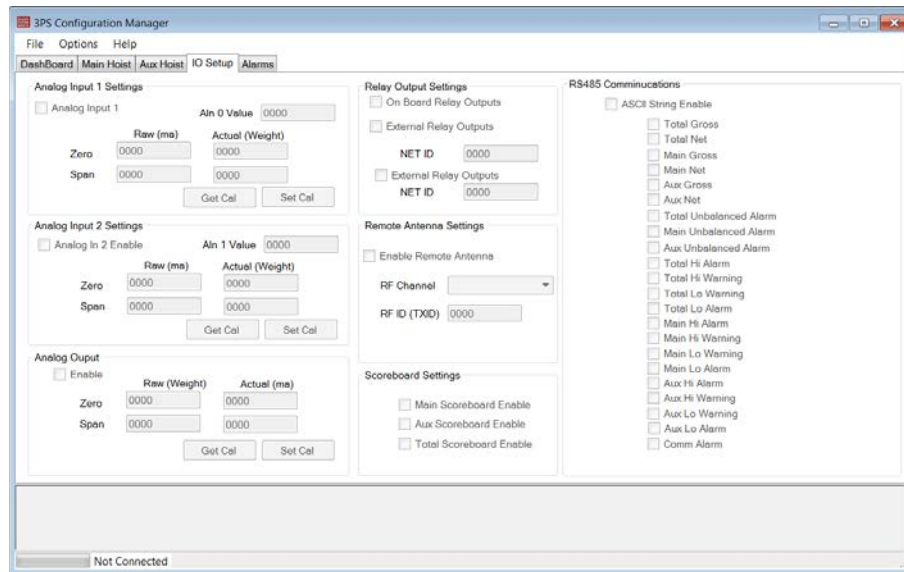 3PS Configuration Manager
File Options Help
DashBoard Main Hoist Aux Hoist IO Setup Alarms
Analog Input 1 Settings
Analog Input 1
AIn 0 Value 0000
Raw (ma) Actual (Weight)
Zero 0000 0000
Span 0000 0000
Get Cal Set Cal
Analog Input 2 Settings
Analog In 2 Enable
AIn 1 Value 0000
Raw (ma) Actual (Weight)
Zero 0000 0000
Span 0000 0000
Get Cal Set Cal
Analog Ouput
Enable
Raw (Weight) Actual (ma)
Zero 0000 0000
Span 0000 0000
Get Cal Set Cal
Relay Output Settings
On Board Relay Outputs
External Relay Outputs
NET ID 0000
External Relay Outputs
NET ID 0000
Remote Antenna Settings
Enable Remote Antenna
RF Channel
RF ID (TXID) 0000
Scoreboard Settings
Main Scoreboard Enable
Aux Scoreboard Enable
Total Scoreboard Enable
RS485 Comminucations
ASCII String Enable
Total Gross
Total Net
Main Gross
Main Net
Aux Gross
Aux Net
Total Unbalanced Alarm
Main Unbalanced Alarm
Aux Unbalanced Alarm
Total Hi Alarm
Total Hi Warning
Total Lo Warning
Total Lo Alarm
Main Hi Alarm
Main Hi Warning
Main Lo Warning
Main Lo Alarm
Aux Hi Alarm
Aux Hi Warning
Aux Lo Warning
Aux Lo Alarm
Comm Alarm
Not Connected